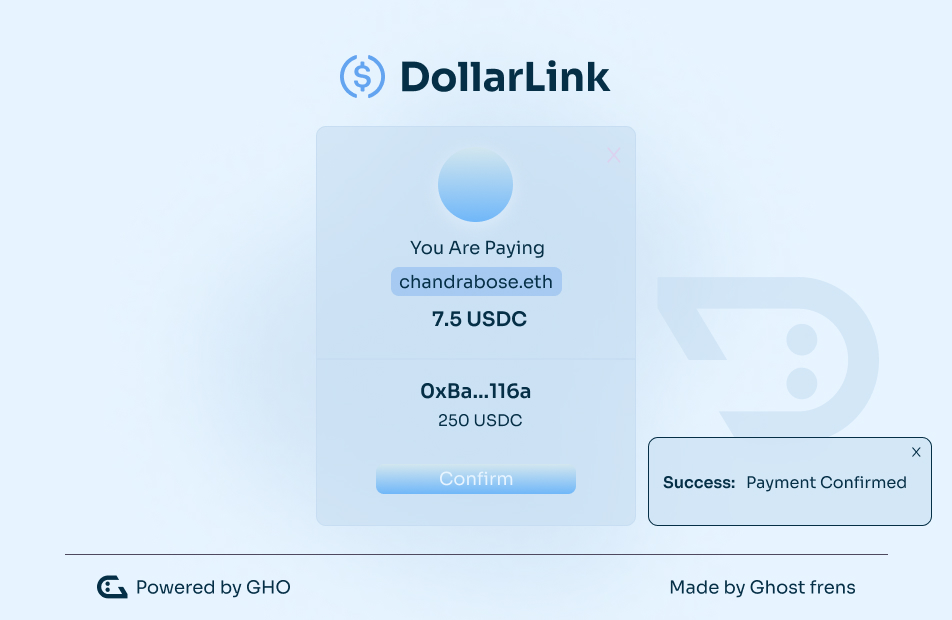 DollarLink
X
You Are Paying
chandrabose.eth
7.5 USDC
0xBa...116a
250 USDC
Confirm
X
Success: Payment Confirmed
Powered by GHO
Made by Ghost frens